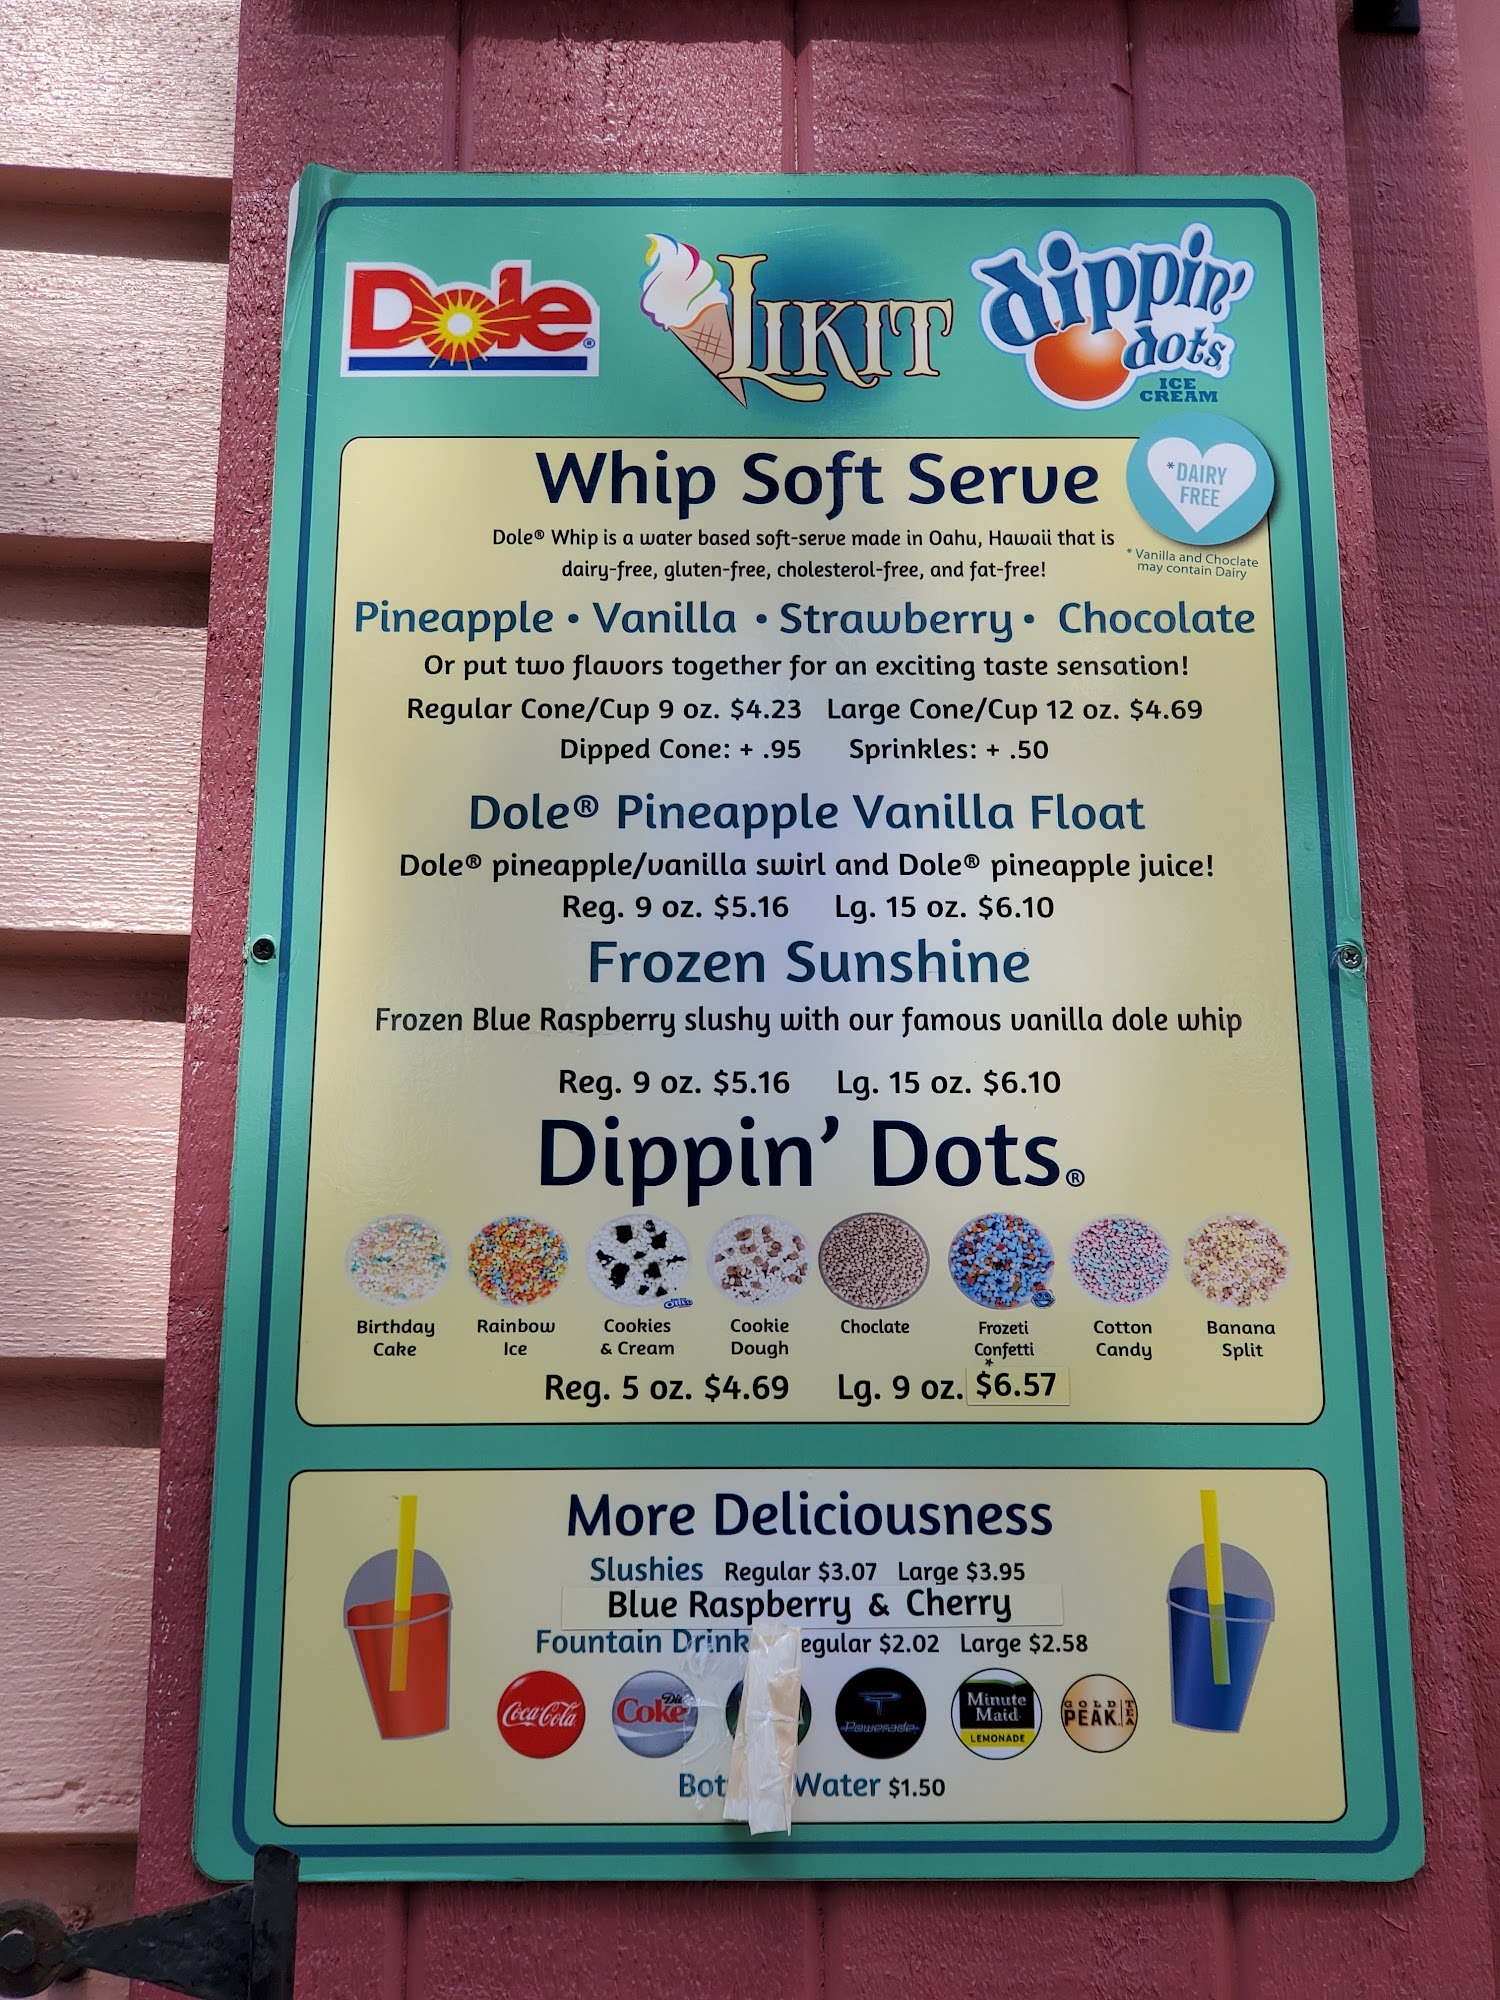 Dole®
LIKIT
dippin' dots®
ICE
CREAM
Whip Soft Serve
*DAIRY
FREE
Dole® Whip is a water based soft-serve made in Oahu, Hawaii that is
dairy-free, gluten-free, cholesterol-free, and fat-free!
* Vanilla and Choclate
may contain Dairy
Pineapple • Vanilla • Strawberry • Chocolate
Or put two flavors together for an exciting taste sensation!
Regular Cone/Cup 9 oz. $4.23 Large Cone/Cup 12 oz. $4.69
Dipped Cone: + .95 Sprinkles: + .50
Dole® Pineapple Vanilla Float
Dole® pineapple/vanilla swirl and Dole® pineapple juice!
Reg. 9 oz. $5.16 Lg. 15 oz. $6.10
Frozen Sunshine
Frozen Blue Raspberry slushy with our famous vanilla dole whip
Reg. 9 oz. $5.16 Lg. 15 oz. $6.10
Dippin' Dots®
Birthday Cake
Rainbow Ice
Cookies & Cream
Cookie Dough
Choclate
Frozeti Confetti
*
Cotton Candy
Banana Split
Reg. 5 oz. $4.69 Lg. 9 oz. $6.57
More Deliciousness
Slushies Regular $3.07 Large $3.95
Blue Raspberry & Cherry
Fountain Drink egular $2.02 Large $2.58
Coca-Cola
Coke
Powerade
Minute
Maid
LEMONADE
GOLD
PEAK
TEA
Water $1.50